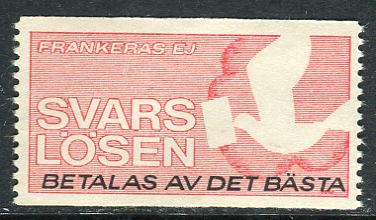 FRANKERAS EJ
SVARS
LÖSEN
BETALAS AV DET BÄSTA